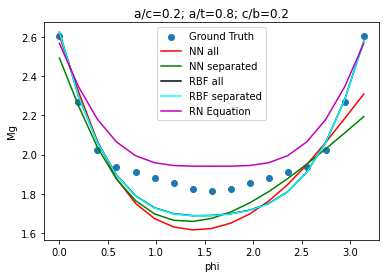 a/c=0.2; a/t=0.8; c/b=0.2
Ground Truth
NN all
NN separated
RBF all
RBF separated
RN Equation
Mg
2.6
2.4
2.2
2.0
1.8
1.6
0.0 0.5 1.0 1.5 2.0 2.5 3.0
phi